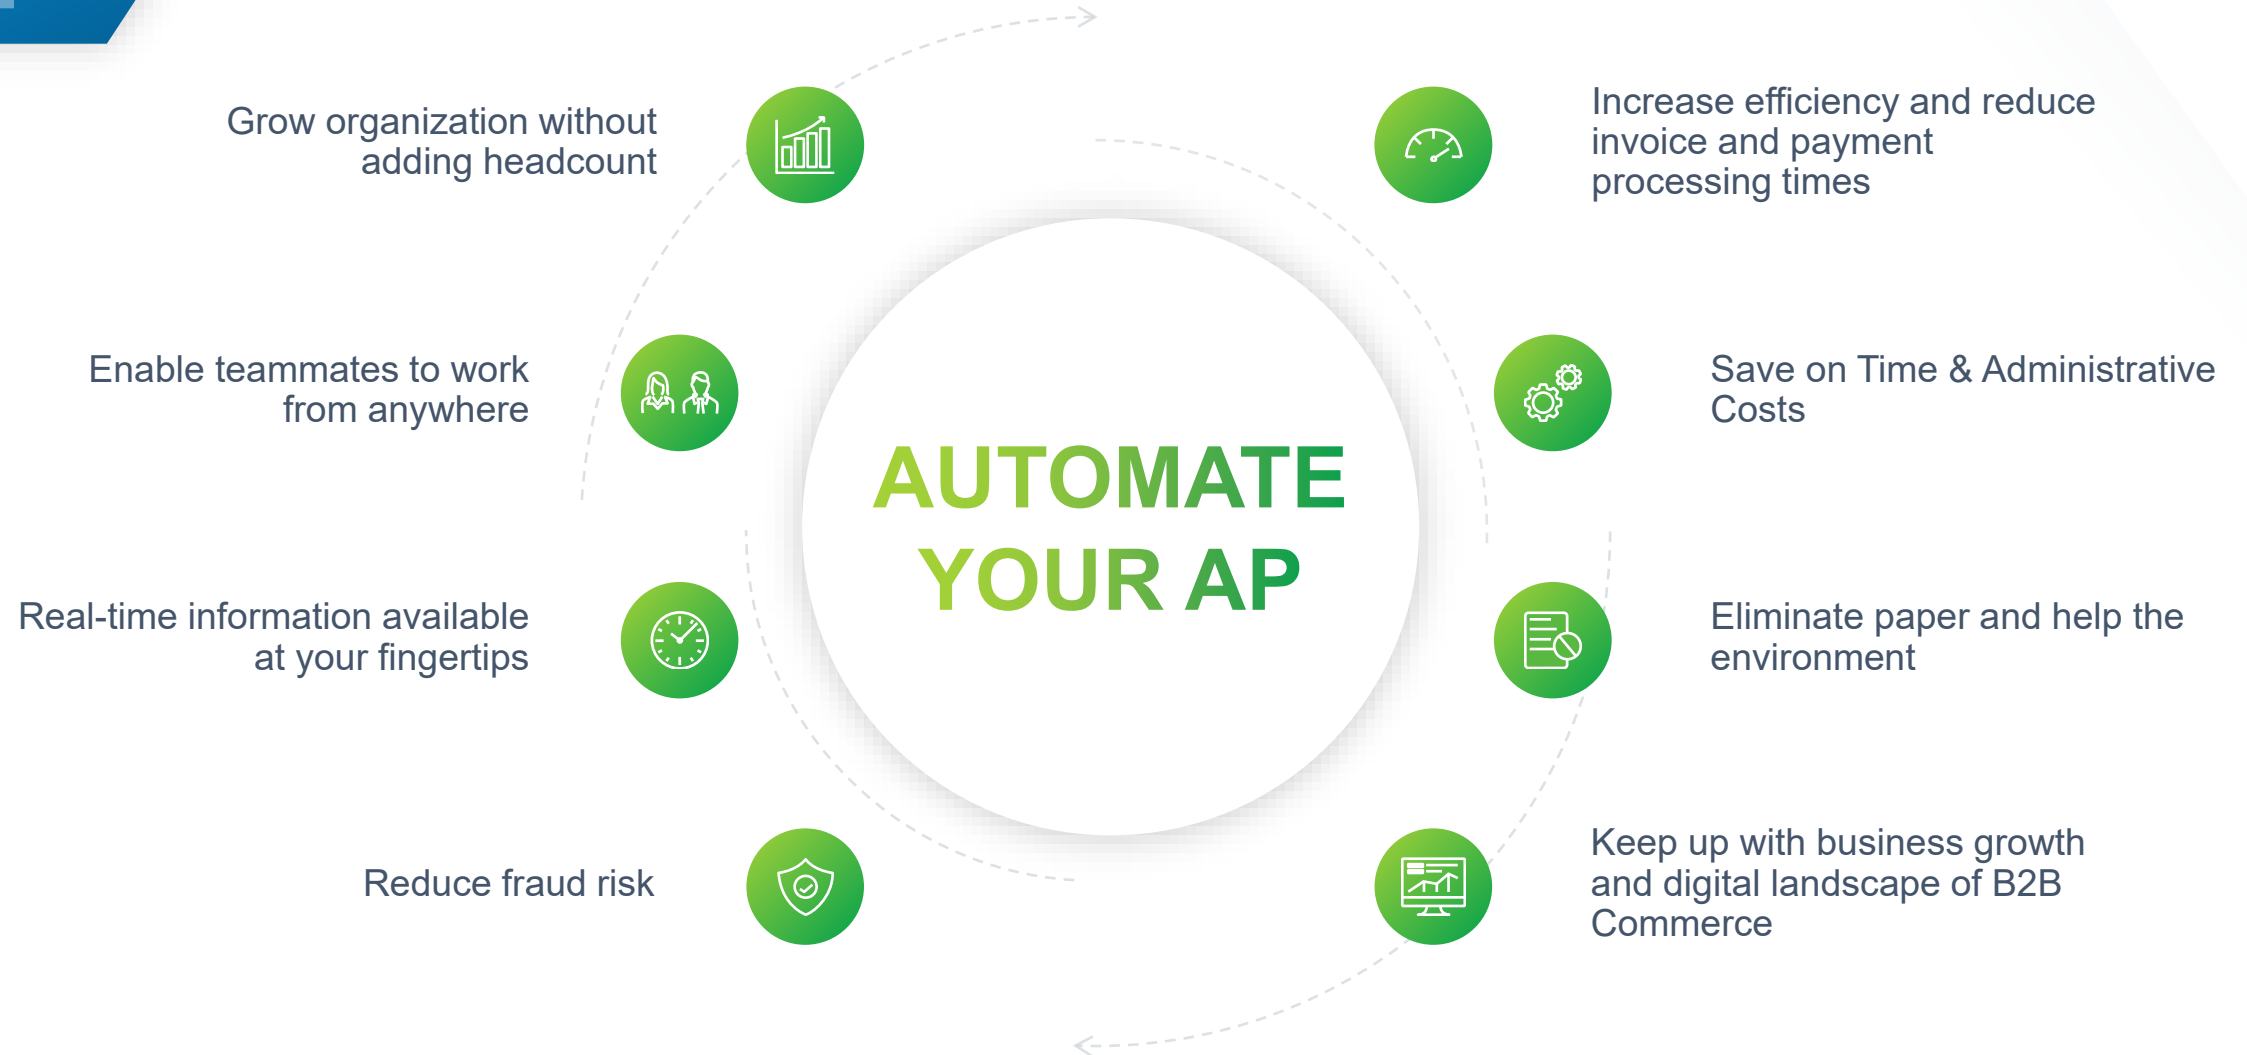 Grow organization without
adding headcount
Enable teammates to work
from anywhere
Real-time information available
at your fingertips
Reduce fraud risk
AUTOMATE
YOUR AP
Increase efficiency and reduce
invoice and payment
processing times
Save on Time & Administrative
Costs
Eliminate paper and help the
environment
Keep up with business growth
and digital landscape of B2B
Commerce